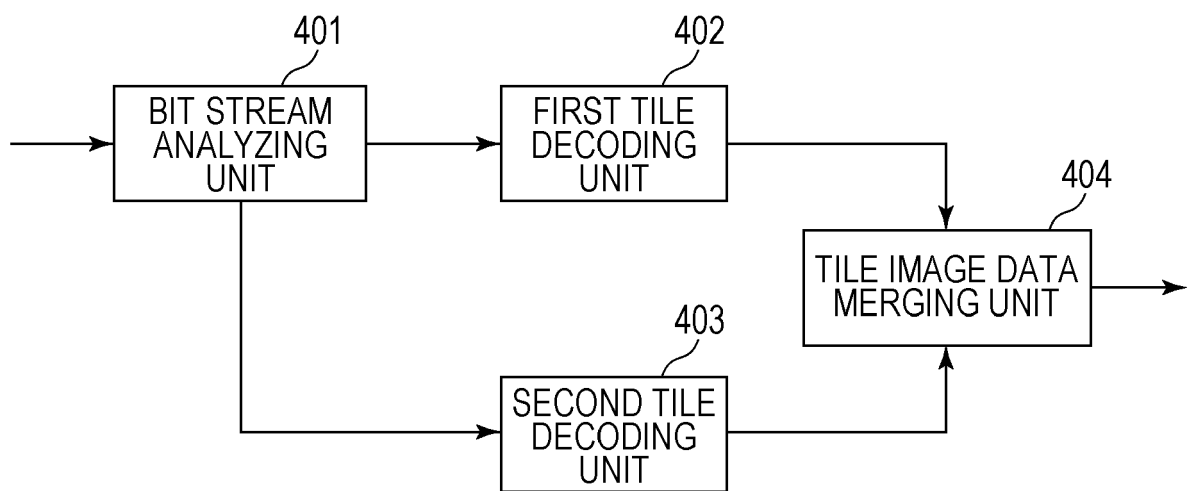 401
BIT STREAM
ANALYZING
UNIT
402
FIRST TILE
DECODING
UNIT
404
TILE IMAGE DATA
MERGING UNIT
403
SECOND TILE
DECODING
UNIT